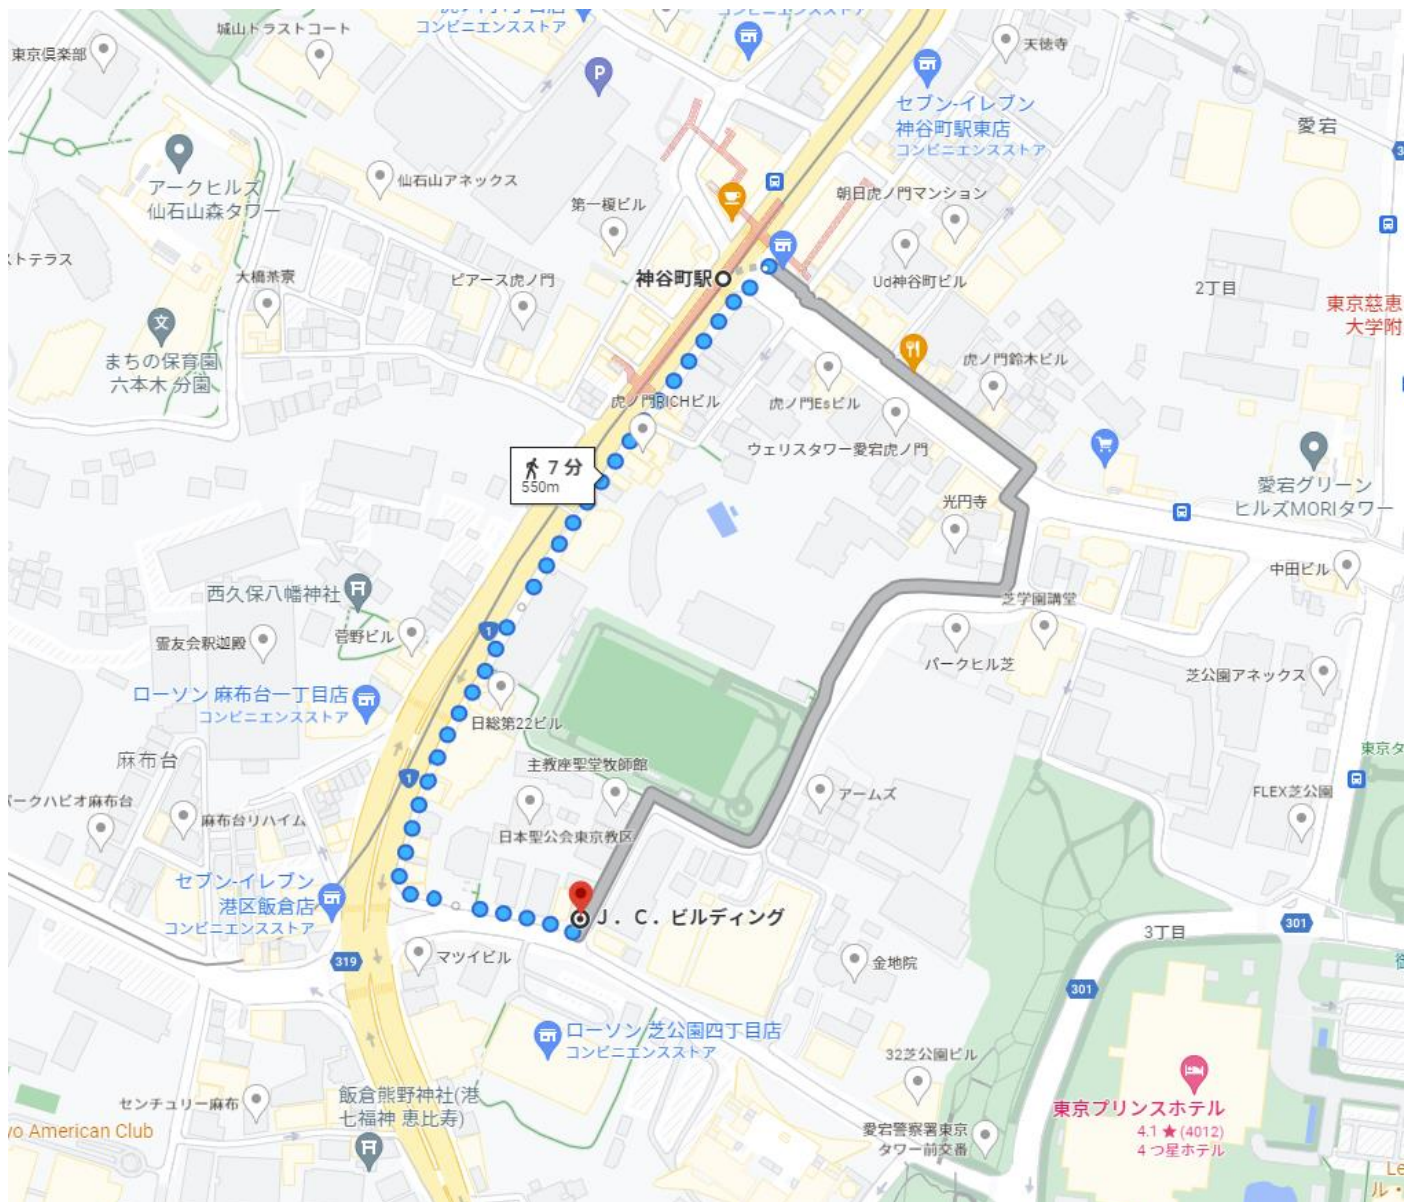 城山トラストコート
コンビニエンスストア
東京倶楽部
P
天徳寺
セブン-イレブン
神谷町駅東店
コンビニエンスストア
愛宕
アークヒルズ
仙石山森タワー
仙石山アネックス
第一榎ビル
朝日虎ノ門マンション
ストテラス
大橋茶寮
ピアース虎ノ門
神谷町駅
Ud神谷町ビル
2丁目
東京慈恵
大学附
文
まちの保育園
六本木 分園
虎ノ門鈴木ビル
虎ノ門RICHビル
虎ノ門Esビル
ウェリスタワー愛宕虎ノ門
7 分
550m
愛宕グリーン
ヒルズMORIタワー
光円寺
中田ビル
西久保八幡神社
芝学園講堂
菅野ビル
1
霊友会釈迦殿
パークヒル芝
芝公園アネックス
ローソン 麻布台一丁目店
コンビニエンスストア
日総第22ビル
麻布台
主教座聖堂牧師館
東京タ
1
パークハビオ麻布台
麻布台リハイム
アームズ
FLEX芝公園
日本聖公会東京教区
セブン-イレブン
港区飯倉店
コンビニエンスストア
J．C．ビルディング
3丁目
301
マツイビル
319
金地院
301
ローソン 芝公園四丁目店
コンビニエンスストア
32芝公園ビル
センチュリー麻布
飯倉熊野神社(港
七福神 恵比寿)
東京プリンスホテル
4.1 ★ (4012)
4 つ星ホテル
yo American Club
愛宕警察署東京
タワー前交番
Le
ル・